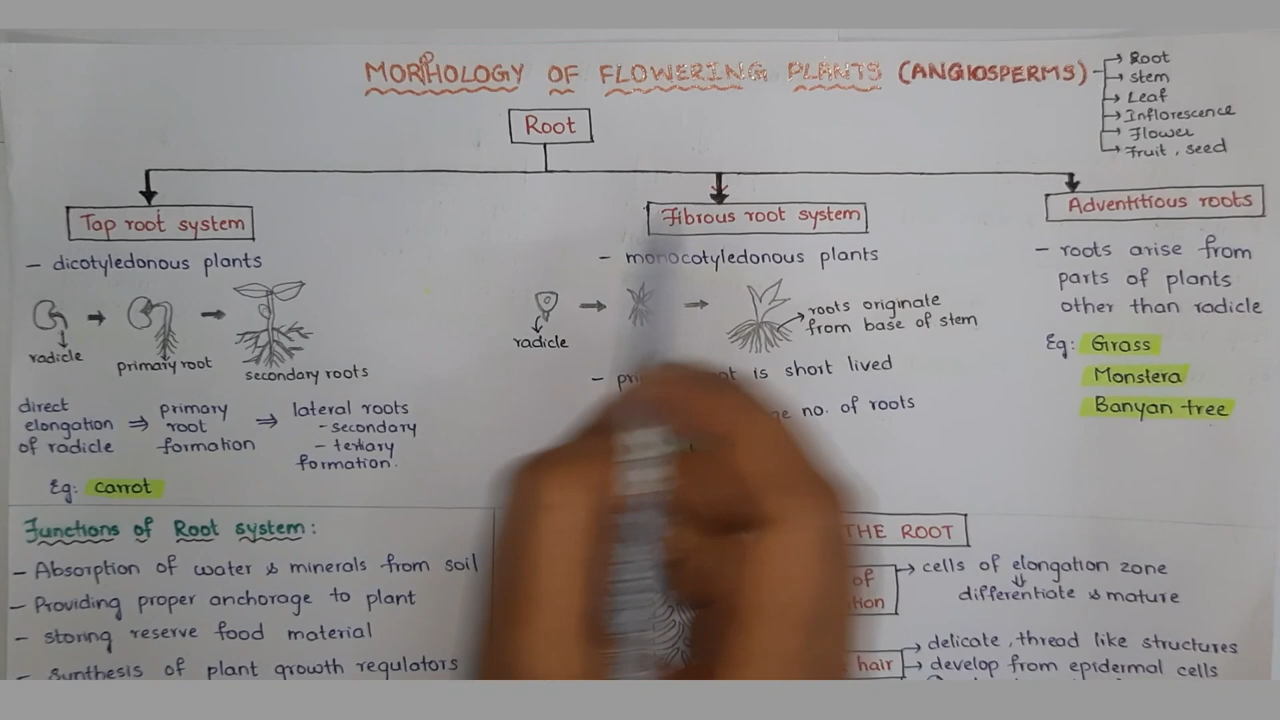 MORPHOLOGY OF FLOWERING PLANTS (ANGIOSPERMS)
Root
stem
Leaf
Inflorescence
Flower
Fruit, seed
Root
Tap root system
- dicotyledonous plants
radicle
primary root
secondary roots
direct elongation of radicle ⇒ primary root formation ⇒ lateral roots
- secondary
- tertiary
formation.
Eg: carrot
Fibrous root system
- monocotyledonous plants
radicle
roots originate
from base of stem
- is short lived
no. of roots
Adventitious roots
- roots arise from
parts of plants
other than radicle
Eg: Grass
Monstera
Banyan tree
Functions of Root system:
- Absorption of water & minerals from soil
- Providing proper anchorage to plant
- storing reserve food material
- synthesis of plant growth regulators
THE ROOT
of
cells of elongation zone
differentiate & mature
hair
delicate, thread like structures
develop from epidermal cells